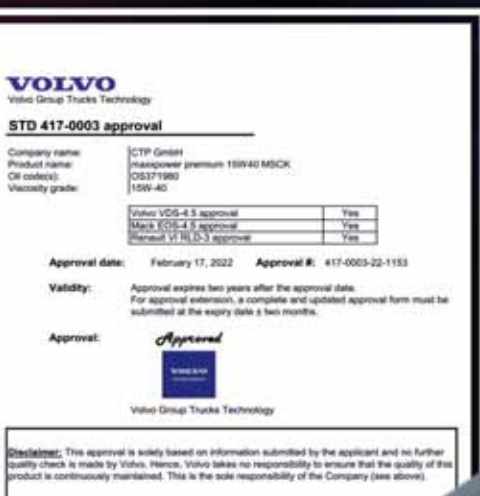 VOLVO
Volvo Group Trucks Technology
STD 417-0003 approval
Company name: CTP GmbH
Product name: maxxpower premium 15W40 MSCK
Oil code(s): OS371980
Viscosity grade: 15W-40
Volvo VDS-4.5 approval Yes
Mack EOS-4.5 approval Yes
Renault VI RLD-3 approval Yes
Approval date: February 17, 2022 Approval #: 417-0003-22-1153
Validity: Approval expires two years after the approval date.
For approval extension, a complete and updated approval form must be
submitted at the expiry date ± two months.
Approval: Approved
VOLVO
Volvo Group Trucks Technology
Disclaimer: This approval is solely based on information submitted by the applicant and no further
quality check is made by Volvo. Hence, Volvo takes no responsibility to ensure that the quality of this
product is continuously maintained. This is the sole responsibility of the Company (see above).